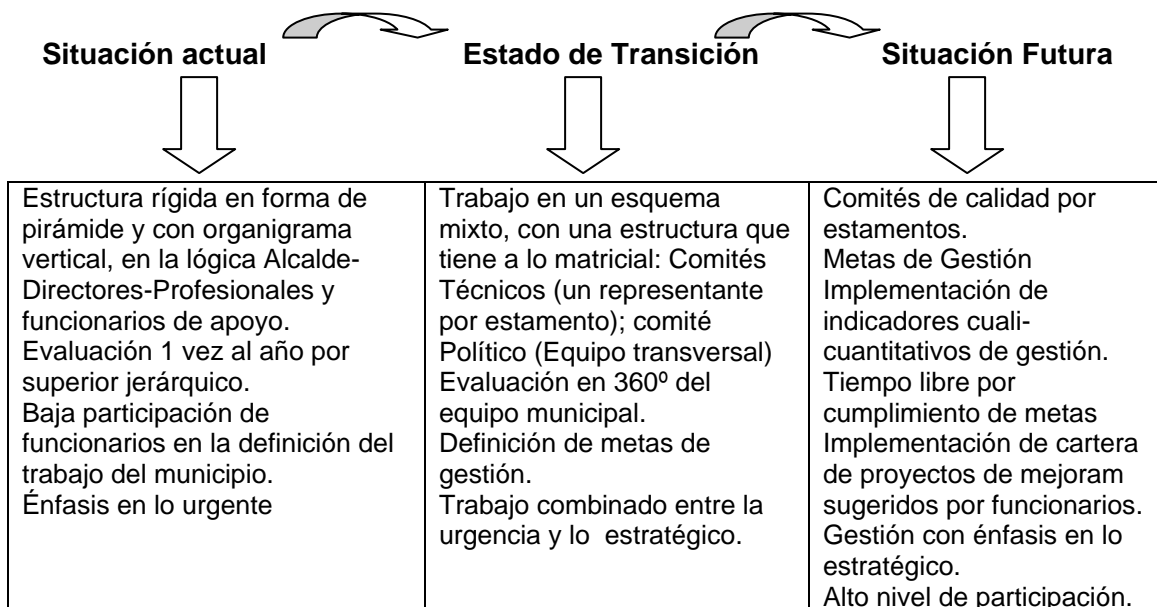 Situación actual
Estado de Transición
Situación Futura
Estructura rígida en forma de
pirámide y con organigrama
vertical, en la lógica Alcalde-
Directores-Profesionales y
funcionarios de apoyo.
Evaluación 1 vez al año por
superior jerárquico.
Baja participación de
funcionarios en la definición del
trabajo del municipio.
Énfasis en lo urgente
Trabajo en un esquema
mixto, con una estructura que
tiene a lo matricial: Comités
Técnicos (un representante
por estamento); comité
Político (Equipo transversal)
Evaluación en 360º del
equipo municipal.
Definición de metas de
gestión.
Trabajo combinado entre la
urgencia y lo  estratégico.
Comités de calidad por
estamentos.
Metas de Gestión
Implementación de
indicadores cuali-
cuantitativos de gestión.
Tiempo libre por
cumplimiento de metas
Implementación de cartera
de proyectos de mejoram
sugeridos por funcionarios.
Gestión con énfasis en lo
estratégico.
Alto nivel de participación.